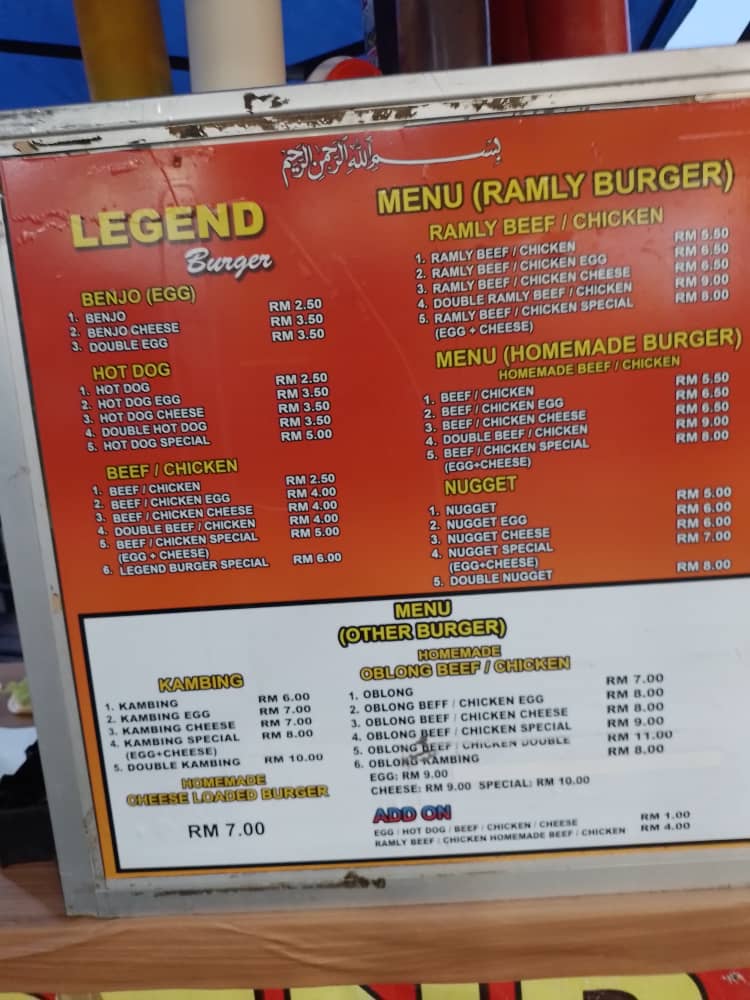 بسم الله الرحمن الرحيم
LEGEND
Burger
BENJO (EGG)
1. BENJO RM 2.50
2. BENJO CHEESE RM 3.50
3. DOUBLE EGG RM 3.50
HOT DOG
1. HOT DOG RM 2.50
2. HOT DOG EGG RM 3.50
3. HOT DOG CHEESE RM 3.50
4. DOUBLE HOT DOG RM 3.50
5. HOT DOG SPECIAL RM 5.00
BEEF / CHICKEN
1. BEEF / CHICKEN RM 2.50
2. BEEF / CHICKEN EGG RM 4.00
3. BEEF / CHICKEN CHEESE RM 4.00
4. DOUBLE BEEF / CHICKEN RM 4.00
5. BEEF / CHICKEN SPECIAL RM 5.00
(EGG + CHEESE)
6. LEGEND BURGER SPECIAL RM 6.00
MENU (RAMLY BURGER)
RAMLY BEEF / CHICKEN
1. RAMLY BEEF / CHICKEN RM 5.50
2. RAMLY BEEF / CHICKEN EGG RM 6.50
3. RAMLY BEEF / CHICKEN CHEESE RM 6.50
4. DOUBLE RAMLY BEEF / CHICKEN RM 9.00
5. RAMLY BEEF / CHICKEN SPECIAL RM 8.00
(EGG + CHEESE)
MENU (HOMEMADE BURGER)
HOMEMADE BEEF / CHICKEN
1. BEEF / CHICKEN RM 5.50
2. BEEF / CHICKEN EGG RM 6.50
3. BEEF / CHICKEN CHEESE RM 6.50
4. DOUBLE BEEF / CHICKEN RM 9.00
5. BEEF / CHICKEN SPECIAL RM 8.00
(EGG+CHEESE)
NUGGET
1. NUGGET RM 5.00
2. NUGGET EGG RM 6.00
3. NUGGET CHEESE RM 6.00
4. NUGGET SPECIAL RM 7.00
(EGG+CHEESE)
5. DOUBLE NUGGET RM 8.00
MENU
(OTHER BURGER)
KAMBING
1. KAMBING RM 6.00
2. KAMBING EGG RM 7.00
3. KAMBING CHEESE RM 7.00
4. KAMBING SPECIAL RM 8.00
(EGG+CHEESE)
5. DOUBLE KAMBING RM 10.00
HOMEMADE
CHEESE LOADED BURGER
RM 7.00
HOMEMADE
OBLONG BEEF / CHICKEN
1. OBLONG RM 7.00
2. OBLONG BEFF / CHICKEN EGG RM 8.00
3. OBLONG BEEF / CHICKEN CHEESE RM 8.00
4. OBLONG BEEF / CHICKEN SPECIAL RM 9.00
5. OBLONG BEEF / CHICKEN DOUBLE RM 11.00
6. OBLONG KAMBING RM 8.00
EGG: RM 9.00
CHEESE: RM 9.00 SPECIAL: RM 10.00
ADD ON
EGG / HOT DOG / BEEF / CHICKEN / CHEESE RM 1.00
RAMLY BEEF / CHICKEN HOMEMADE BEEF / CHICKEN RM 4.00